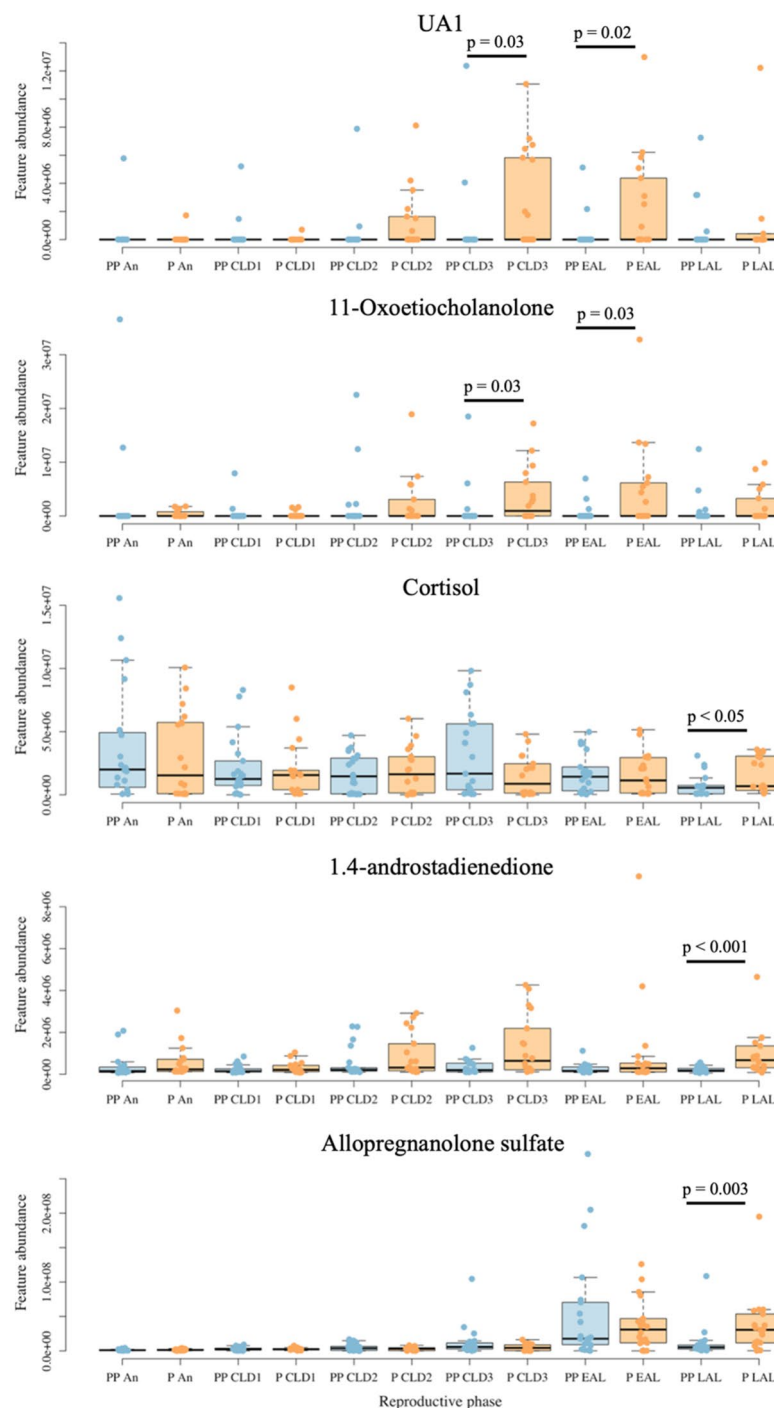 UA1
p = 0.03
p = 0.02
Feature abundance
0.0e+00
4.0e+06
8.0e+06
1.2e+07
PP An
P An
PP CLD1
P CLD1
PP CLD2
P CLD2
PP CLD3
P CLD3
PP EAL
P EAL
PP LAL
P LAL
11-Oxoetiocholanolone
p = 0.03
p = 0.03
Feature abundance
0e+00
1e+07
2e+07
3e+07
PP An
P An
PP CLD1
P CLD1
PP CLD2
P CLD2
PP CLD3
P CLD3
PP EAL
P EAL
PP LAL
P LAL
Cortisol
p < 0.05
Feature abundance
0.0e+00
5.0e+06
1.0e+07
1.5e+07
PP An
P An
PP CLD1
P CLD1
PP CLD2
P CLD2
PP CLD3
P CLD3
PP EAL
P EAL
PP LAL
P LAL
1.4-androstadienedione
p < 0.001
Feature abundance
0e+00
2e+06
4e+06
6e+06
8e+06
PP An
P An
PP CLD1
P CLD1
PP CLD2
P CLD2
PP CLD3
P CLD3
PP EAL
P EAL
PP LAL
P LAL
Allopregnanolone sulfate
p = 0.003
Feature abundance
0.0e+00
1.0e+08
2.0e+08
PP An
P An
PP CLD1
P CLD1
PP CLD2
P CLD2
PP CLD3
P CLD3
PP EAL
P EAL
PP LAL
P LAL
Reproductive phase